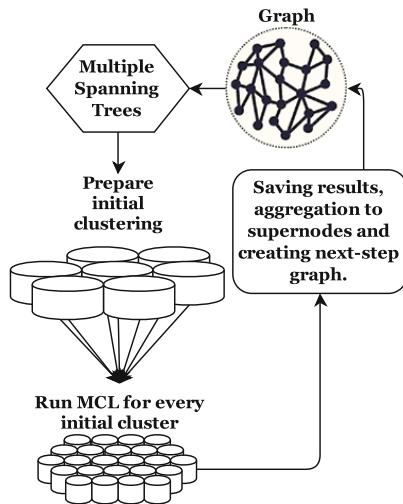 Graph
Multiple
Spanning
Trees
Prepare
initial
clustering
Saving results,
aggregation to
supernodes and
creating next-step
graph.
Run MCL for every
initial cluster